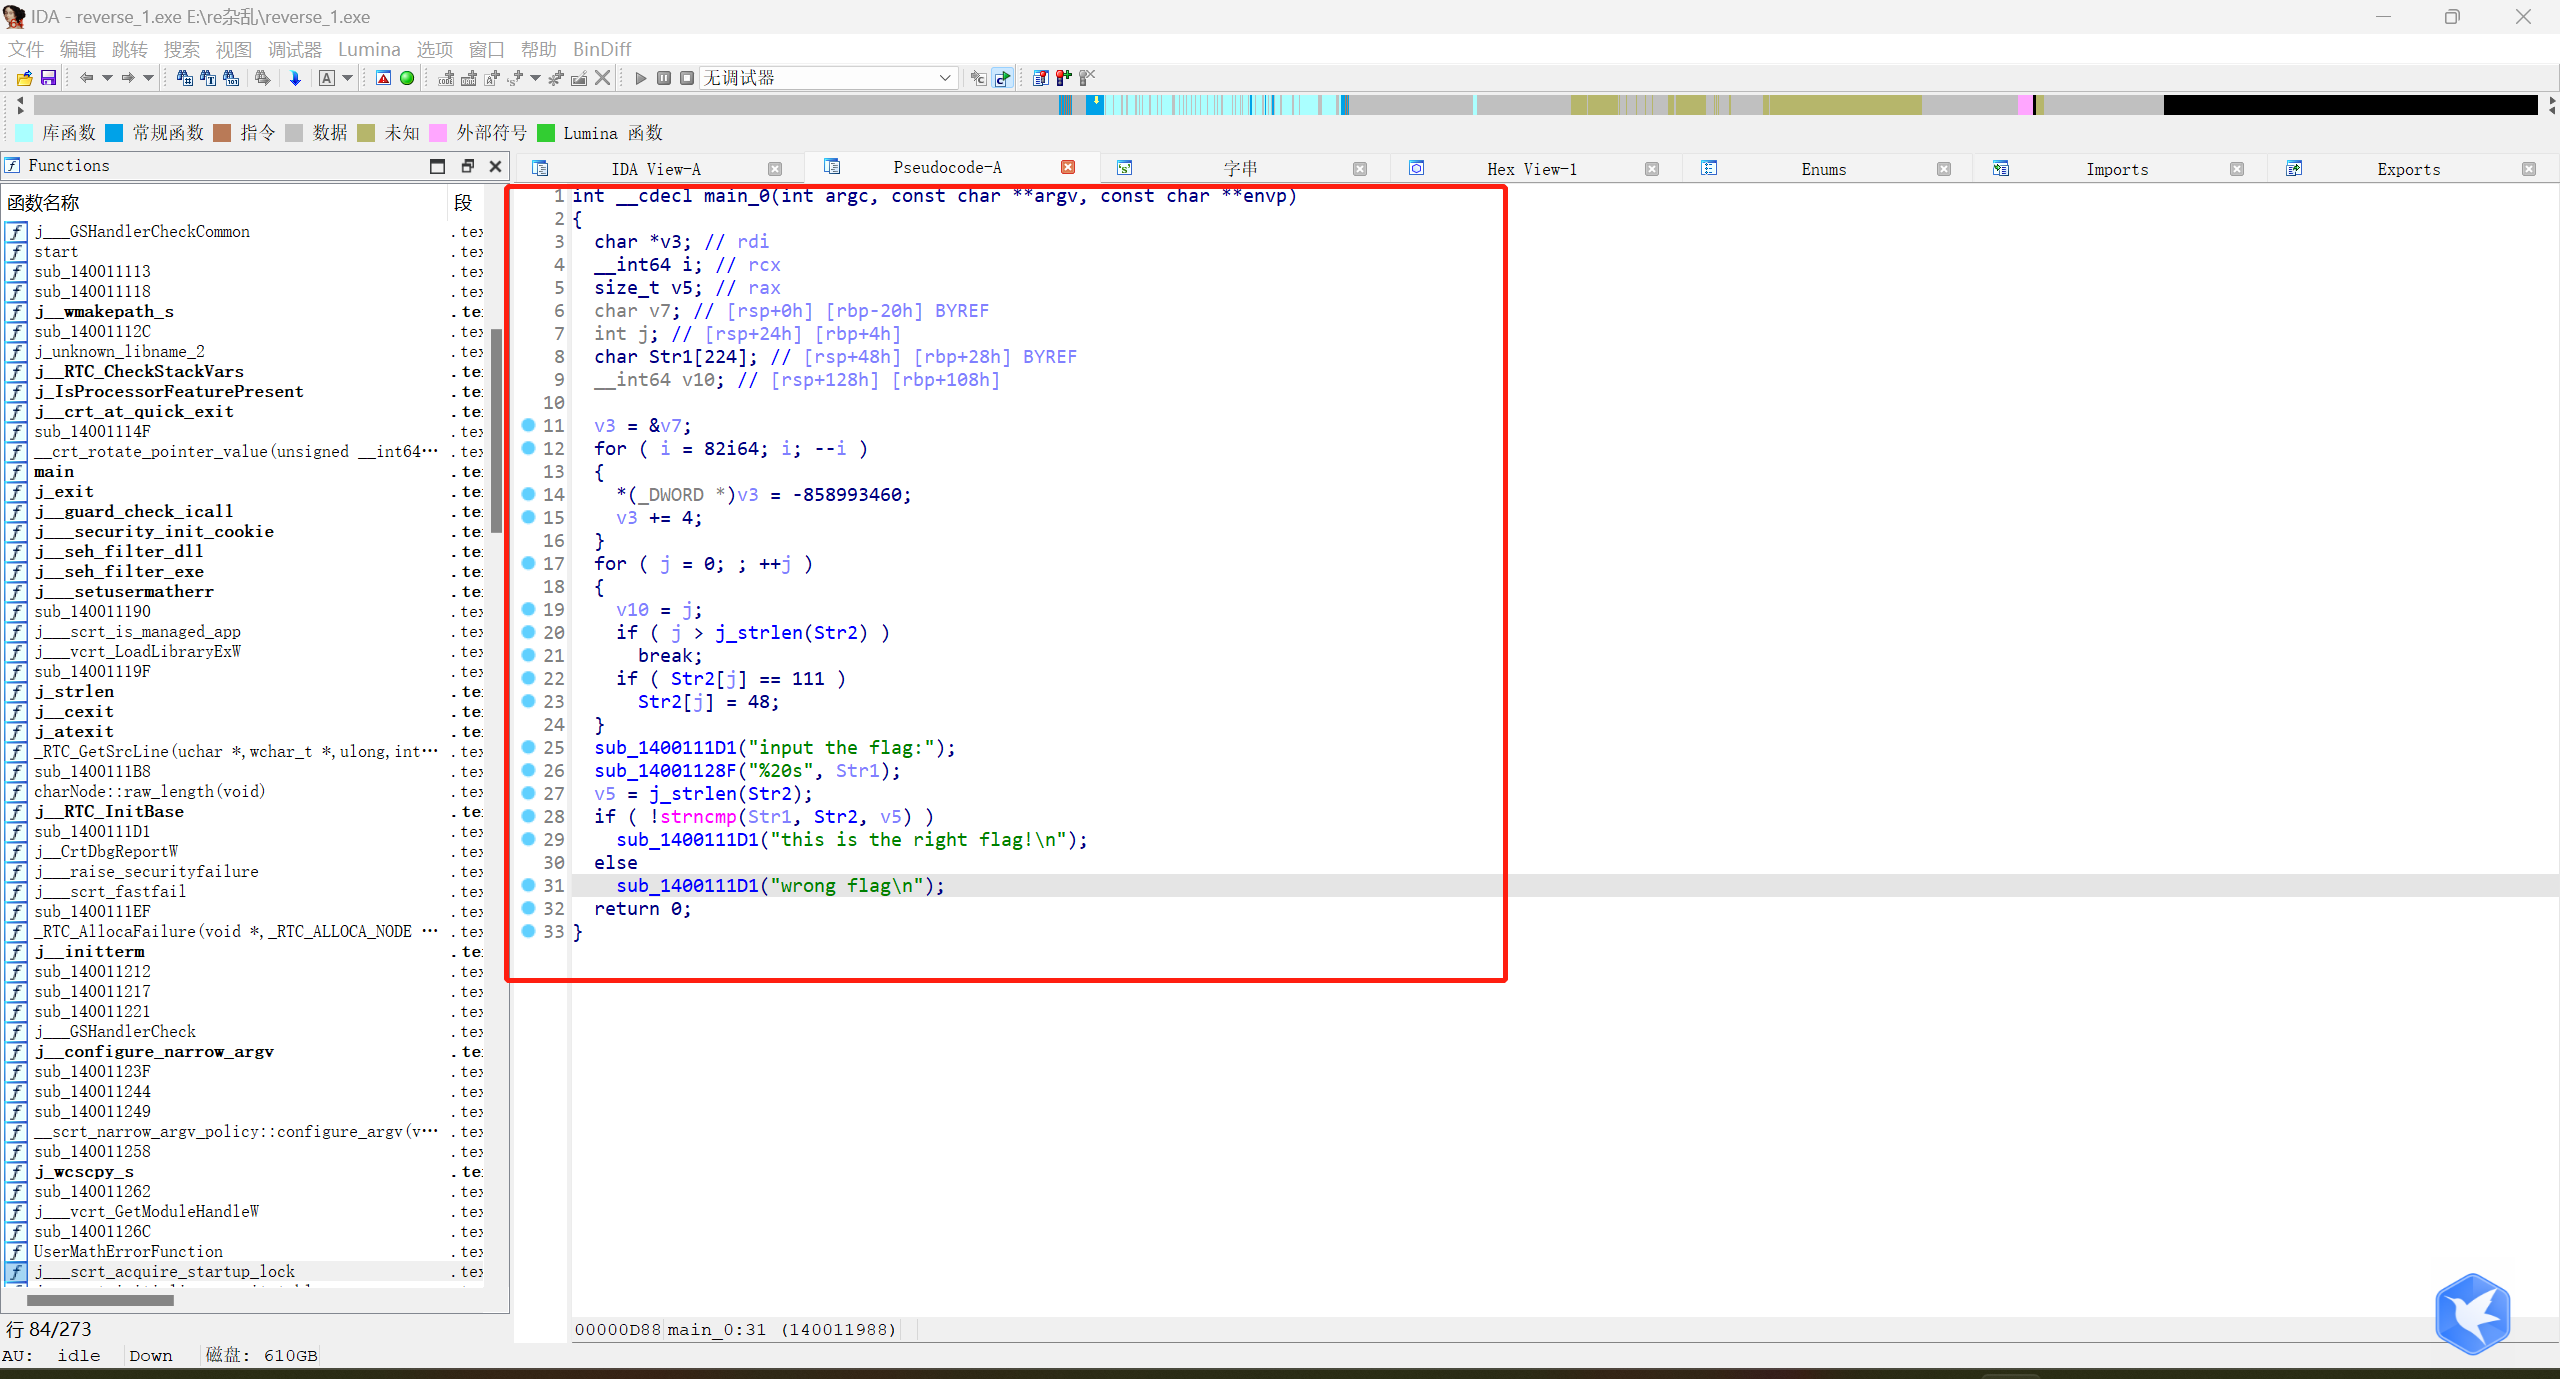 IDA - reverse_1.exe E:\re杂乱\reverse_1.exe
文件 编辑 跳转 搜索 视图 调试器 Lumina 选项 窗口 帮助 BinDiff
无调试器
库函数 常规函数 指令 数据 未知 外部符号 Lumina 函数
Functions
函数名称 段
j___GSHandlerCheckCommon .tex
start .tex
sub_140011113 .tex
sub_140011118 .tex
j__wmakepath_s .te
sub_14001112C .tex
j_unknown_libname_2 .tex
j__RTC_CheckStackVars .te
j_IsProcessorFeaturePresent .te
j__crt_at_quick_exit .te
sub_14001114F .tex
__crt_rotate_pointer_value(unsigned __int64… .tex
main .te
j_exit .te
j__guard_check_icall .te
j___security_init_cookie .te
j__seh_filter_dll .te
j__seh_filter_exe .te
j___setusermatherr .te
sub_140011190 .tex
j___scrt_is_managed_app .tex
j___vcrt_LoadLibraryExW .tex
sub_14001119F .tex
j_strlen .te
j__cexit .te
j_atexit .te
_RTC_GetSrcLine(uchar *,wchar_t *,ulong,int… .tex
sub_1400111B8 .tex
charNode::raw_length(void) .tex
j__RTC_InitBase .te
sub_1400111D1 .tex
j__CrtDbgReportW .tex
j___raise_securityfailure .tex
j___scrt_fastfail .tex
sub_1400111EF .tex
_RTC_AllocaFailure(void *,_RTC_ALLOCA_NODE … .tex
j__initterm .te
sub_140011212 .tex
sub_140011217 .tex
sub_140011221 .tex
j___GSHandlerCheck .tex
j__configure_narrow_argv .te
sub_14001123F .tex
sub_140011244 .tex
sub_140011249 .tex
__scrt_narrow_argv_policy::configure_argv(v… .tex
sub_140011258 .tex
j_wcscpy_s .te
sub_140011262 .tex
j___vcrt_GetModuleHandleW .tex
sub_14001126C .tex
UserMathErrorFunction .tex
j___scrt_acquire_startup_lock .tex
行 84/273
IDA View-A Pseudocode-A 字串 Hex View-1 Enums Imports Exports
1 int __cdecl main_0(int argc, const char **argv, const char **envp)
2 {
3 char *v3; // rdi
4 __int64 i; // rcx
5 size_t v5; // rax
6 char v7; // [rsp+0h] [rbp-20h] BYREF
7 int j; // [rsp+24h] [rbp+4h]
8 char Str1[224]; // [rsp+48h] [rbp+28h] BYREF
9 __int64 v10; // [rsp+128h] [rbp+108h]
10
11 v3 = &v7;
12 for ( i = 82i64; i; --i )
13 {
14 *(_DWORD *)v3 = -858993460;
15 v3 += 4;
16 }
17 for ( j = 0; ; ++j )
18 {
19 v10 = j;
20 if ( j > j_strlen(Str2) )
21 break;
22 if ( Str2[j] == 111 )
23 Str2[j] = 48;
24 }
25 sub_1400111D1("input the flag:");
26 sub_14001128F("%20s", Str1);
27 v5 = j_strlen(Str2);
28 if ( !strncmp(Str1, Str2, v5) )
29 sub_1400111D1("this is the right flag!\n");
30 else
31 sub_1400111D1("wrong flag\n");
32 return 0;
33 }
00000D88 main_0:31 (140011988)
AU: idle Down 磁盘: 610GB